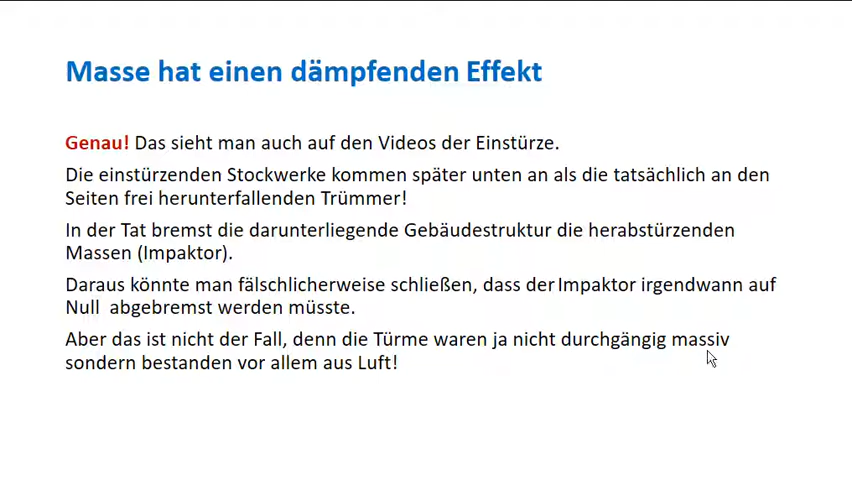 Masse hat einen dämpfenden Effekt
Genau! Das sieht man auch auf den Videos der Einstürze.
Die einstürzenden Stockwerke kommen später unten an als die tatsächlich an den
Seiten frei herunterfallenden Trümmer!
In der Tat bremst die darunterliegende Gebäudestruktur die herabstürzenden
Massen (Impaktor).
Daraus könnte man fälschlicherweise schließen, dass der Impaktor irgendwann auf
Null  abgebremst werden müsste.
Aber das ist nicht der Fall, denn die Türme waren ja nicht durchgängig massiv
sondern bestanden vor allem aus Luft!